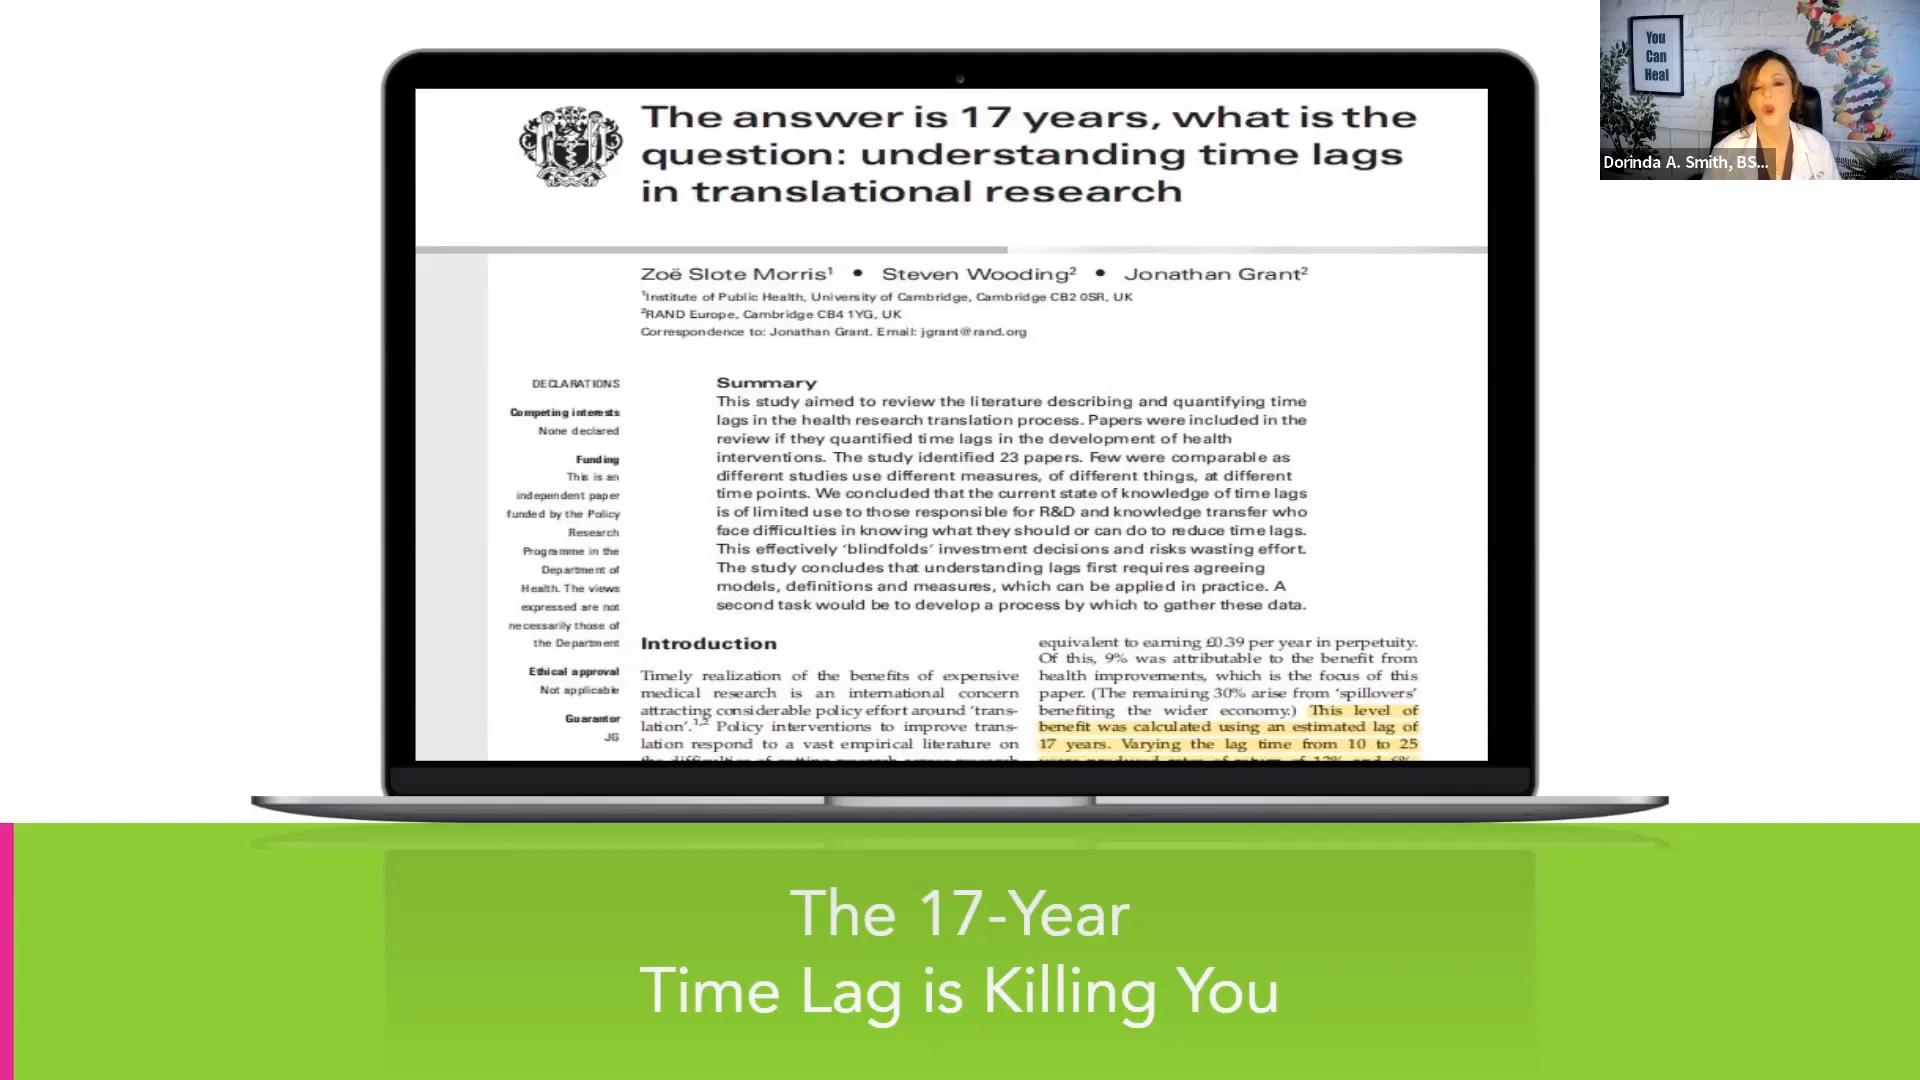 The answer is 17 years, what is the
question: understanding time lags
in translational research
Zoë Slote Morris¹ • Steven Wooding² • Jonathan Grant²
¹Institute of Public Health, University of Cambridge, Cambridge CB2 0SR, UK
²RAND Europe, Cambridge CB4 1YG, UK
Correspondence to: Jonathan Grant. Email: jgrant@rand.org
DECLARATIONS
Competing interests
None declared
Funding
This is an
independent paper
funded by the Policy
Research
Programme in the
Department of
Health. The views
expressed are not
necessarily those of
the Department
Ethical approval
Not applicable
Guarantor
JG
Summary
This study aimed to review the literature describing and quantifying time
lags in the health research translation process. Papers were included in the
review if they quantified time lags in the development of health
interventions. The study identified 23 papers. Few were comparable as
different studies use different measures, of different things, at different
time points. We concluded that the current state of knowledge of time lags
is of limited use to those responsible for R&D and knowledge transfer who
face difficulties in knowing what they should or can do to reduce time lags.
This effectively ‘blindfolds’ investment decisions and risks wasting effort.
The study concludes that understanding lags first requires agreeing
models, definitions and measures, which can be applied in practice. A
second task would be to develop a process by which to gather these data.
Introduction
Timely realization of the benefits of expensive
medical research is an international concern
attracting considerable policy effort around ‘trans-
lation’.¹,² Policy interventions to improve trans-
lation respond to a vast empirical literature on
equivalent to earning £0.39 per year in perpetuity.
Of this, 9% was attributable to the benefit from
health improvements, which is the focus of this
paper. (The remaining 30% arise from ‘spillovers’
benefiting the wider economy.) This level of
benefit was calculated using an estimated lag of
17 years. Varying the lag time from 10 to 25
The 17-Year
Time Lag is Killing You
You
Can
Heal
Dorinda A. Smith, BS...